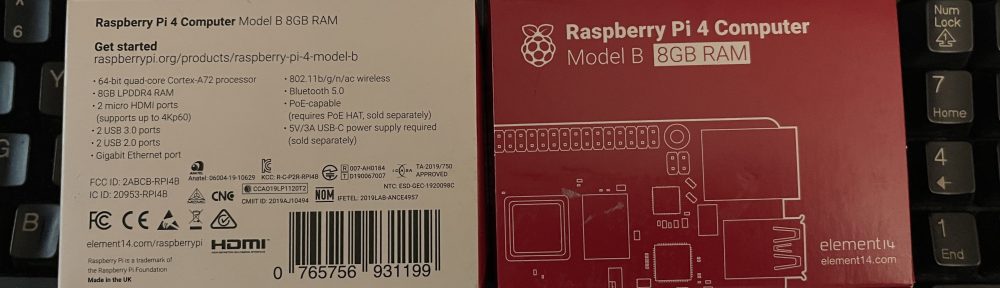 6
Y
G
B
Raspberry Pi 4 Computer Model B 8GB RAM
Get started
raspberrypi.org/products/raspberry-pi-4-model-b
• 64-bit quad-core Cortex-A72 processor
• 8GB LPDDR4 RAM
• 2 micro HDMI ports
(supports up to 4Kp60)
• 2 USB 3.0 ports
• 2 USB 2.0 ports
• Gigabit Ethernet port
• 802.11b/g/n/ac wireless
• Bluetooth 5.0
• PoE-capable
(requires PoE HAT, sold separately)
• 5V/3A USB-C power supply required
(sold separately)
Anatel: 06004-19-10629
KCC: R-C-P2R-RPI4B
R 007-AH0184
T D190067007
TA-2019/750
APPROVED
FCC ID: 2ABCB-RPI4B
IC ID: 20953-RPI4B
CCAO19LP1120T2
CMIIT ID: 2019AJ10494
NOM
NTC: ESD-GEC-1920098C
IFETEL: 2019LAB-ANCE4957
FC CE
element14.com/raspberrypi
HDMI
Raspberry Pi is a trademark of
the Raspberry Pi Foundation
Made in the UK
0 765756 931199
Raspberry Pi 4 Computer
Model B 8GB RAM
element14
element14.com
Num
Lock
7
Home
4
1
End